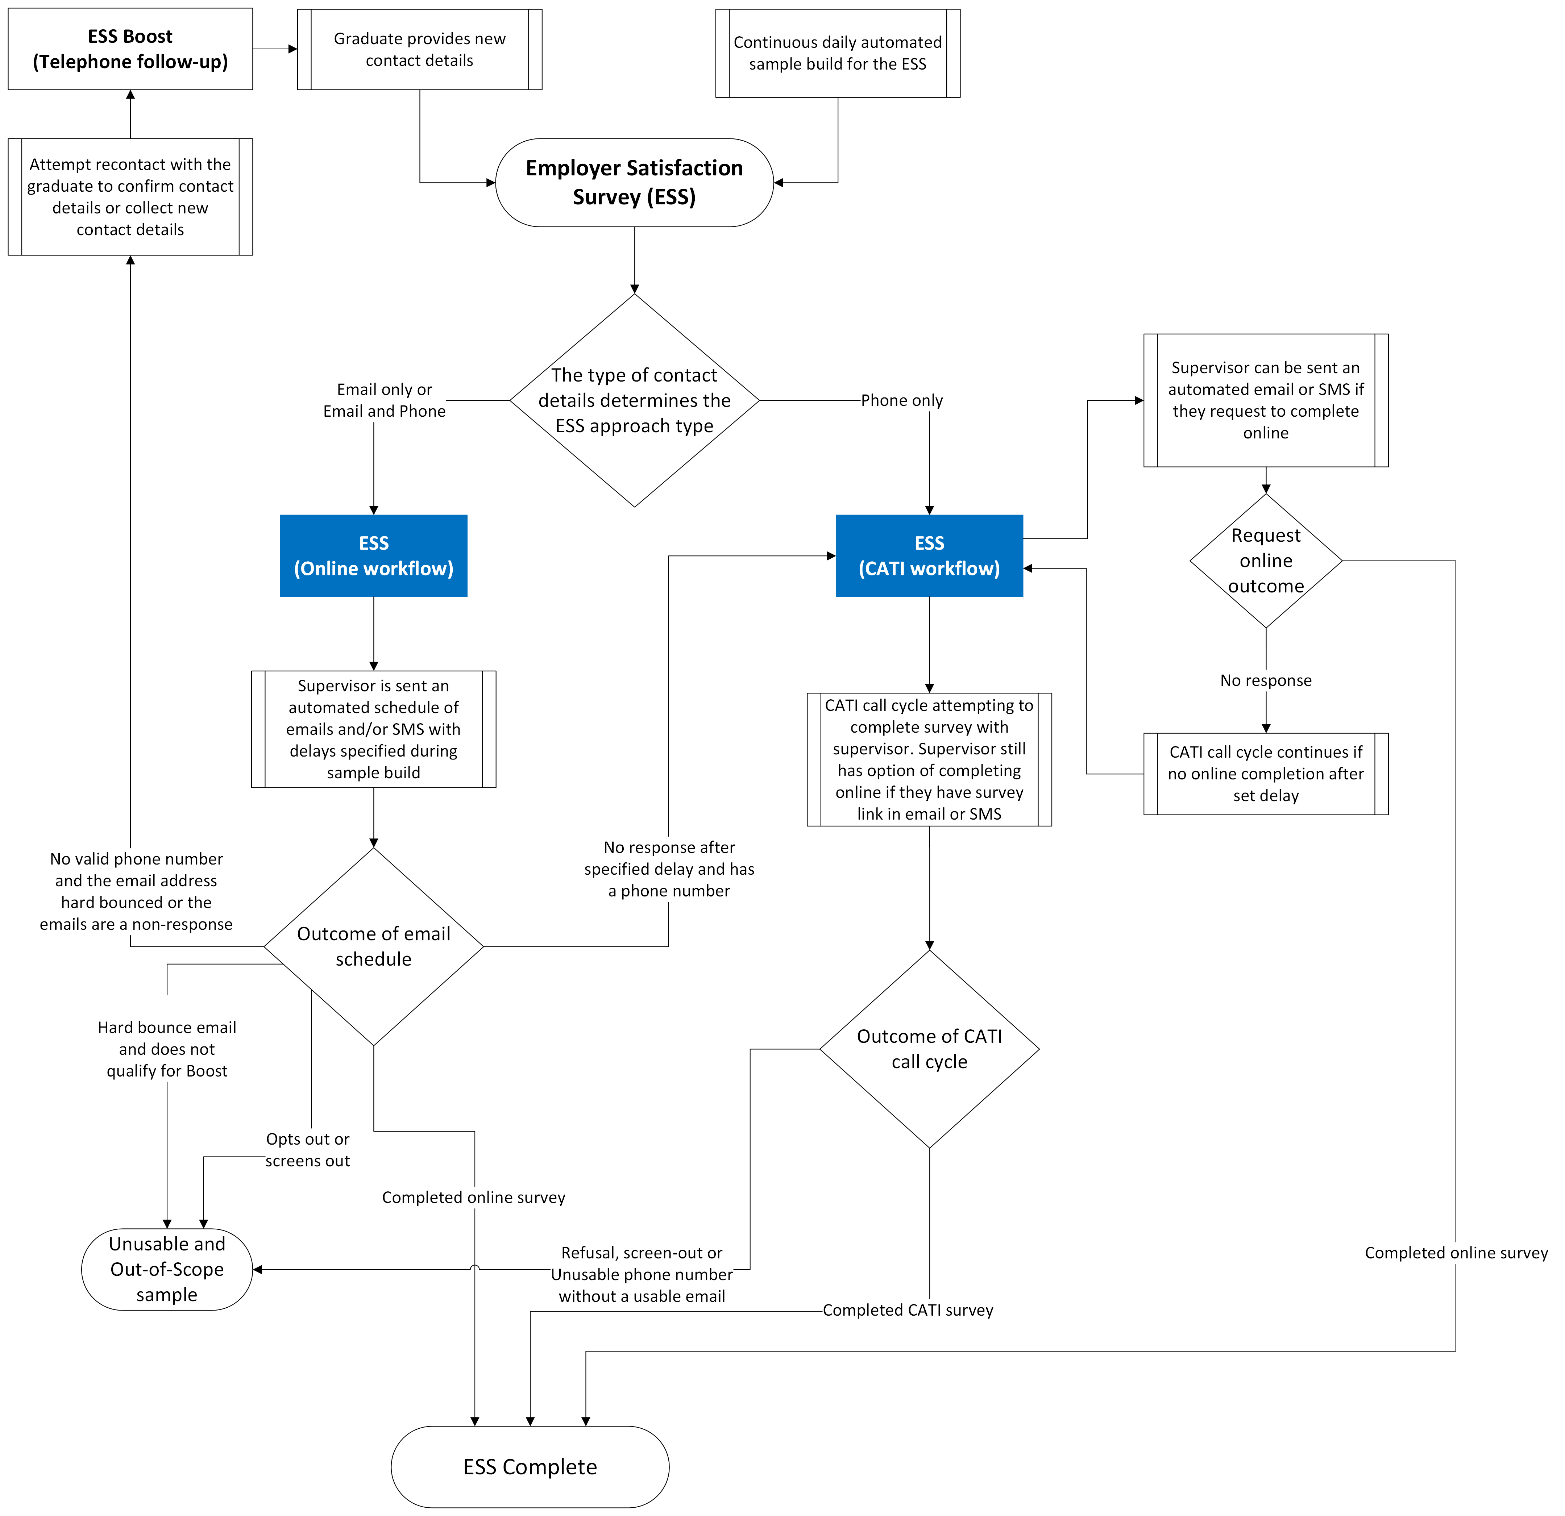 ESS Boost
(Telephone follow-up)
Graduate provides new
contact details
Continuous daily automated
sample build for the ESS
Attempt recontact with the
graduate to confirm contact
details or collect new
contact details
Employer Satisfaction
Survey (ESS)
The type of contact
details determines the
ESS approach type
Email only or
Email and Phone
Phone only
Supervisor can be sent an
automated email or SMS if
they request to complete
online
ESS
(Online workflow)
ESS
(CATI workflow)
Request
online
outcome
No response
Supervisor is sent an
automated schedule of
emails and/or SMS with
delays specified during
sample build
CATI call cycle attempting to
complete survey with
supervisor. Supervisor still
has option of completing
online if they have survey
link in email or SMS
CATI call cycle continues if
no online completion after
set delay
No valid phone number
and the email address
hard bounced or the
emails are a non-response
No response after
specified delay and has
a phone number
Outcome of email
schedule
Hard bounce email
and does not
qualify for Boost
Outcome of CATI
call cycle
Opts out or
screens out
Completed online survey
Unusable and
Out-of-Scope
sample
Refusal, screen-out or
Unusable phone number
without a usable email
Completed online survey
Completed CATI survey
ESS Complete